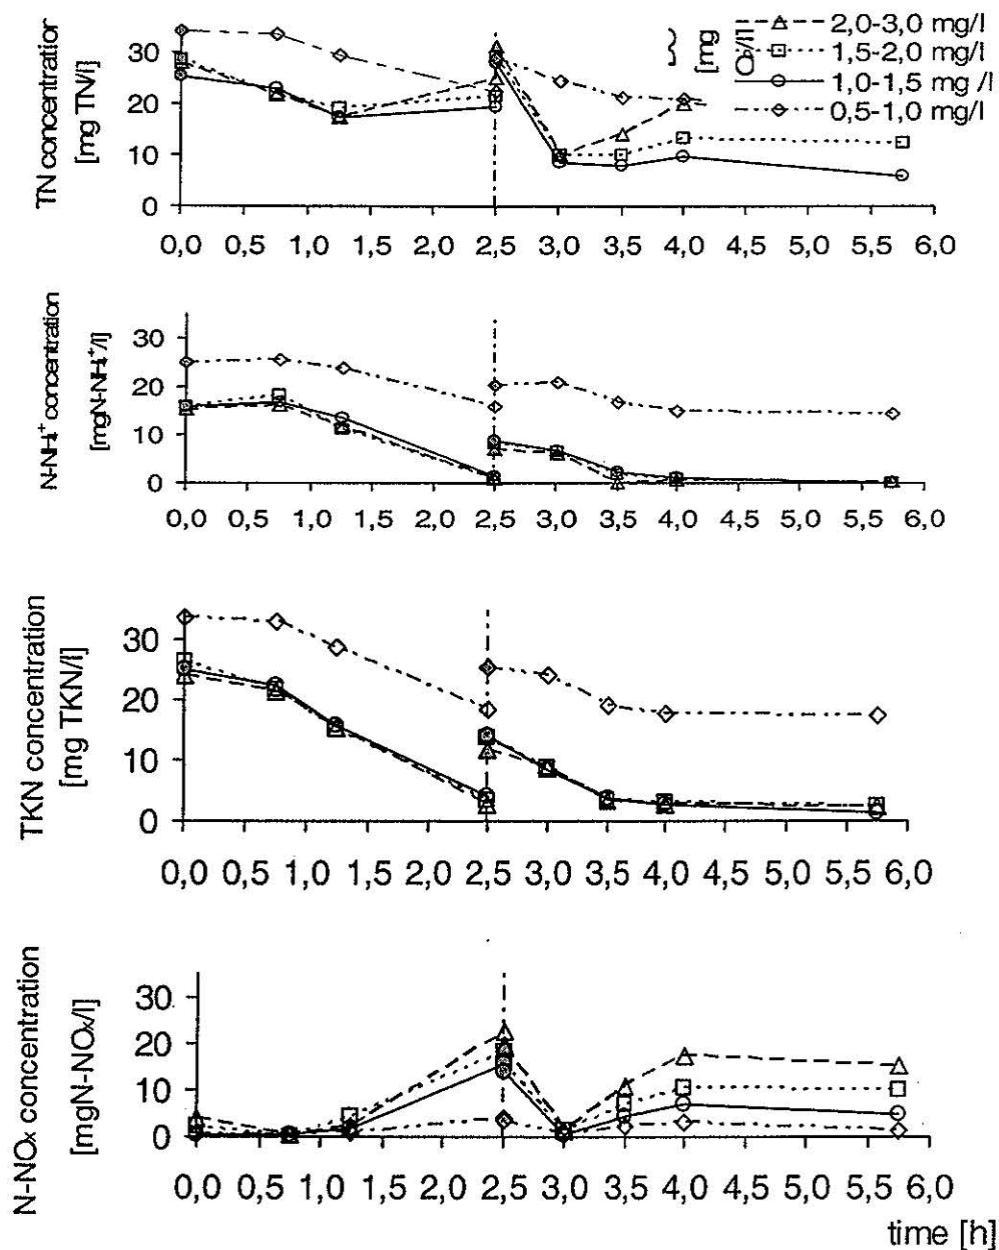 TN concentration
[mg TN/l]
30
20
10
0
0,0 0,5 1,0 1,5 2,0 2,5 3,0 3,5 4,0 4,5 5,0 5,5 6,0
[mg
O₂/l]
2,0-3,0 mg/l
1,5-2,0 mg/l
1,0-1,5 mg /l
0,5-1,0 mg/l
N-NH₄⁺ concentration
[mgN-NH₄⁺/l]
30
20
10
0
0,0 0,5 1,0 1,5 2,0 2,5 3,0 3,5 4,0 4,5 5,0 5,5 6,0
TKN concentration
[mg TKN/l]
30
20
10
0
0,0 0,5 1,0 1,5 2,0 2,5 3,0 3,5 4,0 4,5 5,0 5,5 6,0
N-NOx concentration
[mgN-NOx/l]
30
20
10
0
0,0 0,5 1,0 1,5 2,0 2,5 3,0 3,5 4,0 4,5 5,0 5,5 6,0
time [h]